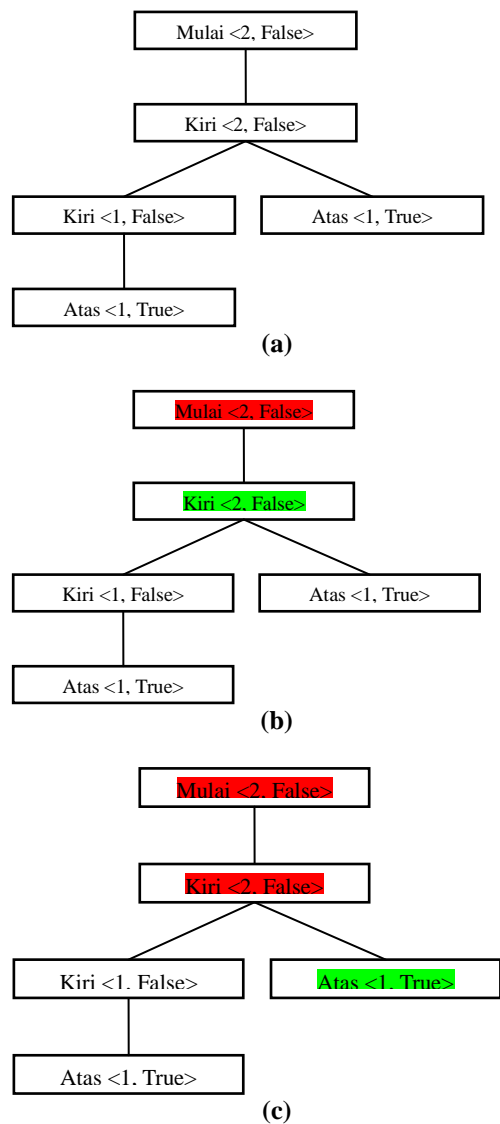 Mulai <2, False>
Kiri <2, False>
Kiri <1, False>
Atas <1, True>
Atas <1, True>
(a)
Mulai <2, False>
Kiri <2, False>
Kiri <1, False>
Atas <1, True>
Atas <1, True>
(b)
Mulai <2, False>
Kiri <2, False>
Kiri <1, False>
Atas <1, True>
Atas <1, True>
(c)